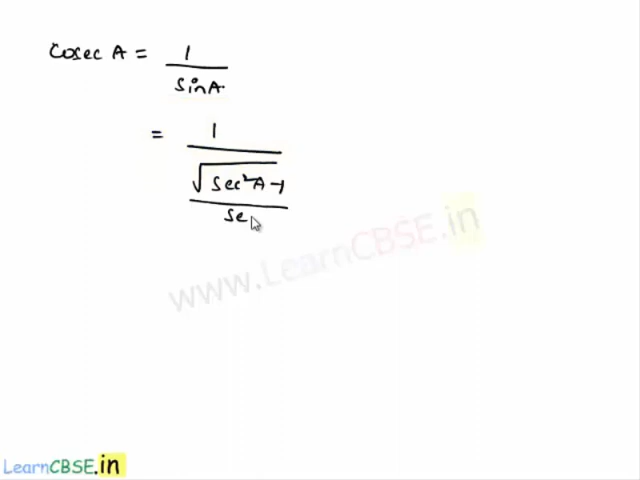 Cosec A = 1 / SinA
= 1 / (√Sec²A-1 / Se
www.LearnCBSE.in
LearnCBSE.in